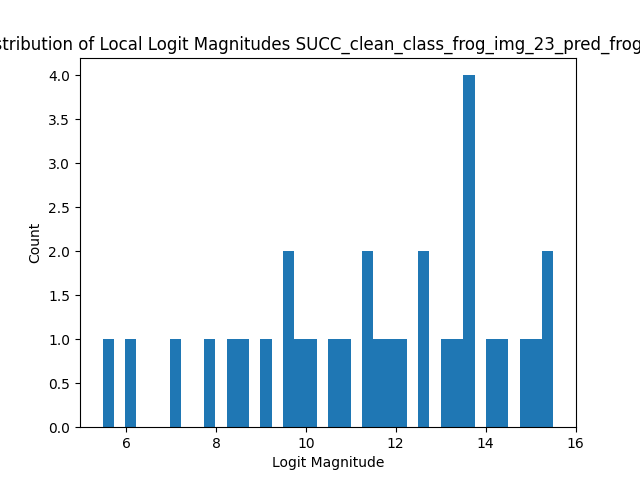 stribution of Local Logit Magnitudes SUCC_clean_class_frog_img_23_pred_frog
4.0
3.5
3.0
2.5
2.0
1.5
1.0
0.5
0.0
Count
6 8 10 12 14 16
Logit Magnitude